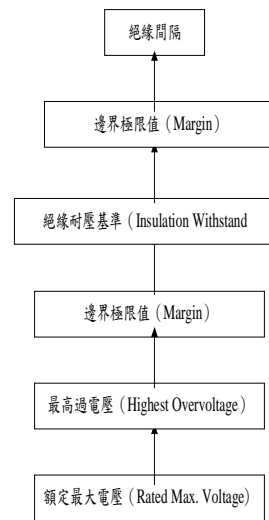 絕緣間隔
邊界極限值（Margin）
絕緣耐壓基準（Insulation Withstand
邊界極限值（Margin）
最高過電壓（Highest Overvoltage）
額定最大電壓（Rated Max. Voltage）